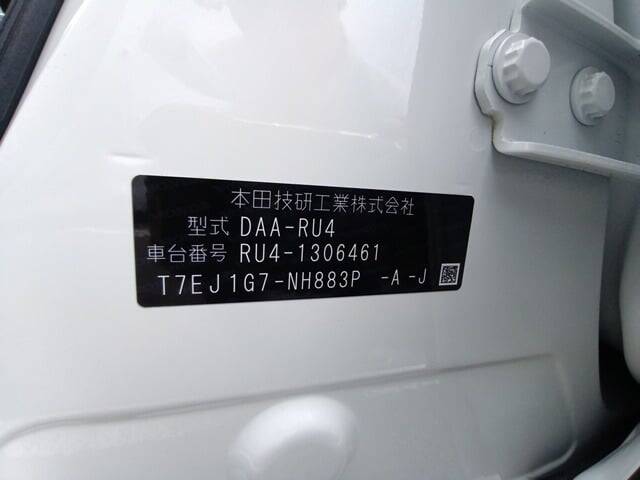 本田技研工業株式会社
型式 DAA-RU4
車台番号 RU4-1306461
T7EJ1G7-NH883P -A -J